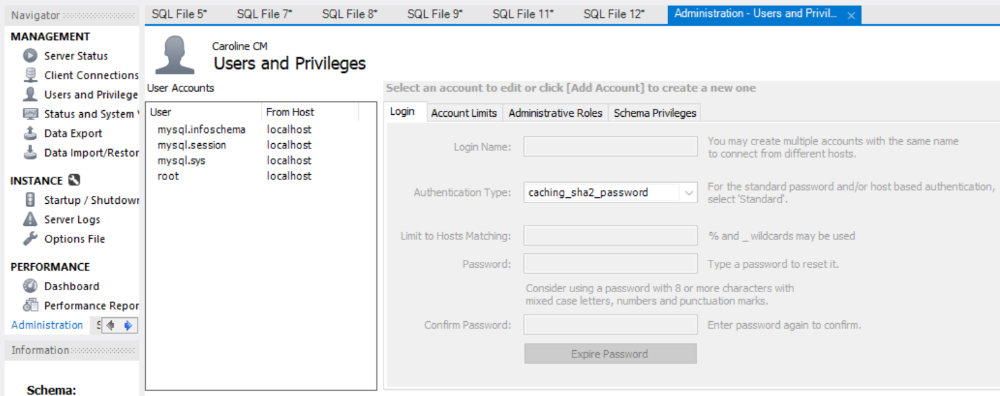 Navigator
SQL File 5*
SQL File 7*
SQL File 8*
SQL File 9*
SQL File 11*
SQL File 12*
Administration - Users and Privil...
MANAGEMENT
Server Status
Client Connections
Users and Privilege
Status and System
Data Export
Data Import/Restor
INSTANCE
Startup / Shutdown
Server Logs
Options File
PERFORMANCE
Dashboard
Performance Repor
Administration
S
Information
Schema:
Caroline CM
Users and Privileges
User Accounts
User From Host
mysql.infoschema localhost
mysql.session localhost
mysql.sys localhost
root localhost
Select an account to edit or click [Add Account] to create a new one
Login
Account Limits
Administrative Roles
Schema Privileges
Login Name:
You may create multiple accounts with the same name
to connect from different hosts.
Authentication Type:
caching_sha2_password
For the standard password and/or host based authentication,
select 'Standard'.
Limit to Hosts Matching:
% and _ wildcards may be used
Password:
Type a password to reset it.
Consider using a password with 8 or more characters with
mixed case letters, numbers and punctuation marks.
Confirm Password:
Enter password again to confirm.
Expire Password